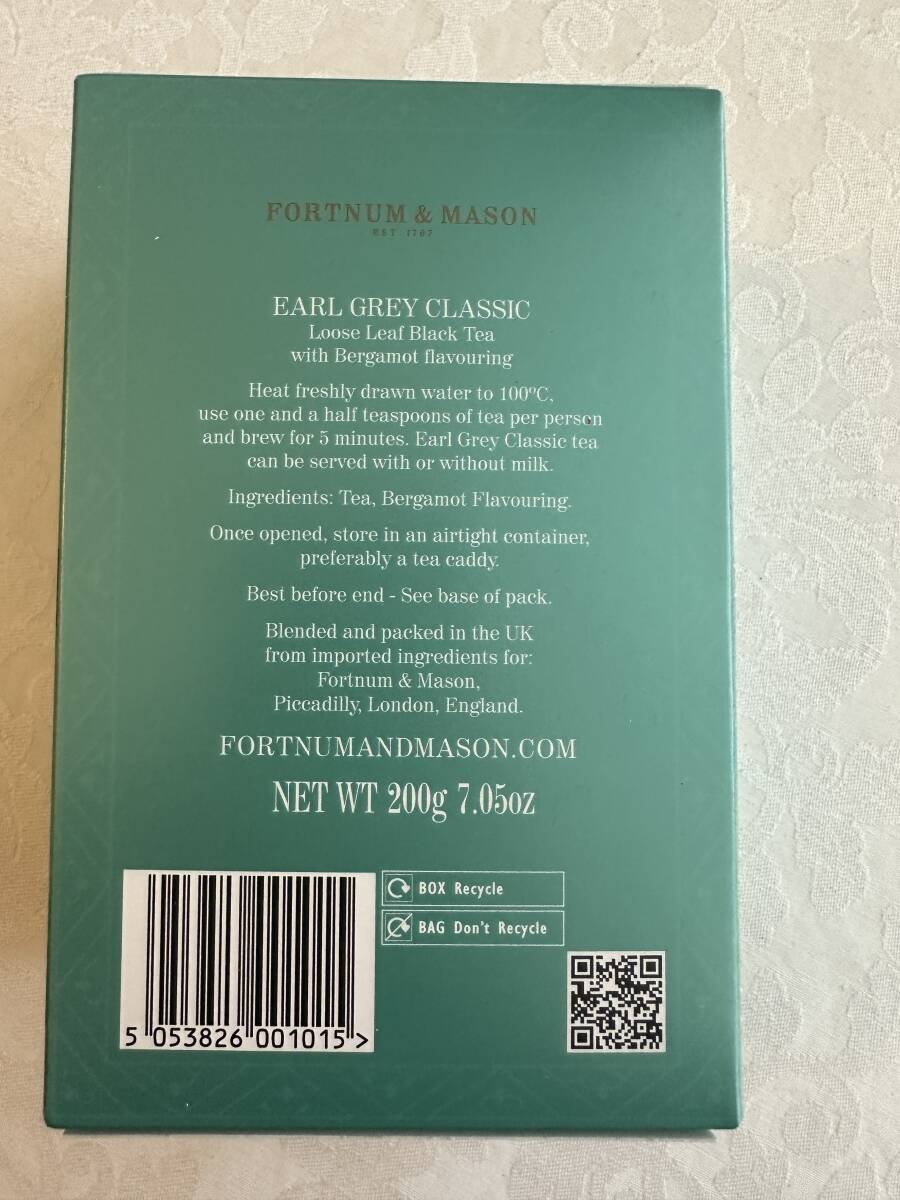 FORTNUM & MASON
EST 1707
EARL GREY CLASSIC
Loose Leaf Black Tea
with Bergamot flavouring
Heat freshly drawn water to 100ºC,
use one and a half teaspoons of tea per person
and brew for 5 minutes. Earl Grey Classic tea
can be served with or without milk.
Ingredients: Tea, Bergamot Flavouring.
Once opened, store in an airtight container,
preferably a tea caddy.
Best before end - See base of pack.
Blended and packed in the UK
from imported ingredients for:
Fortnum & Mason,
Piccadilly, London, England.
FORTNUMANDMASON.COM
NET WT 200g 7.05oz
BOX Recycle
BAG Don't Recycle
5 053826 001015 >